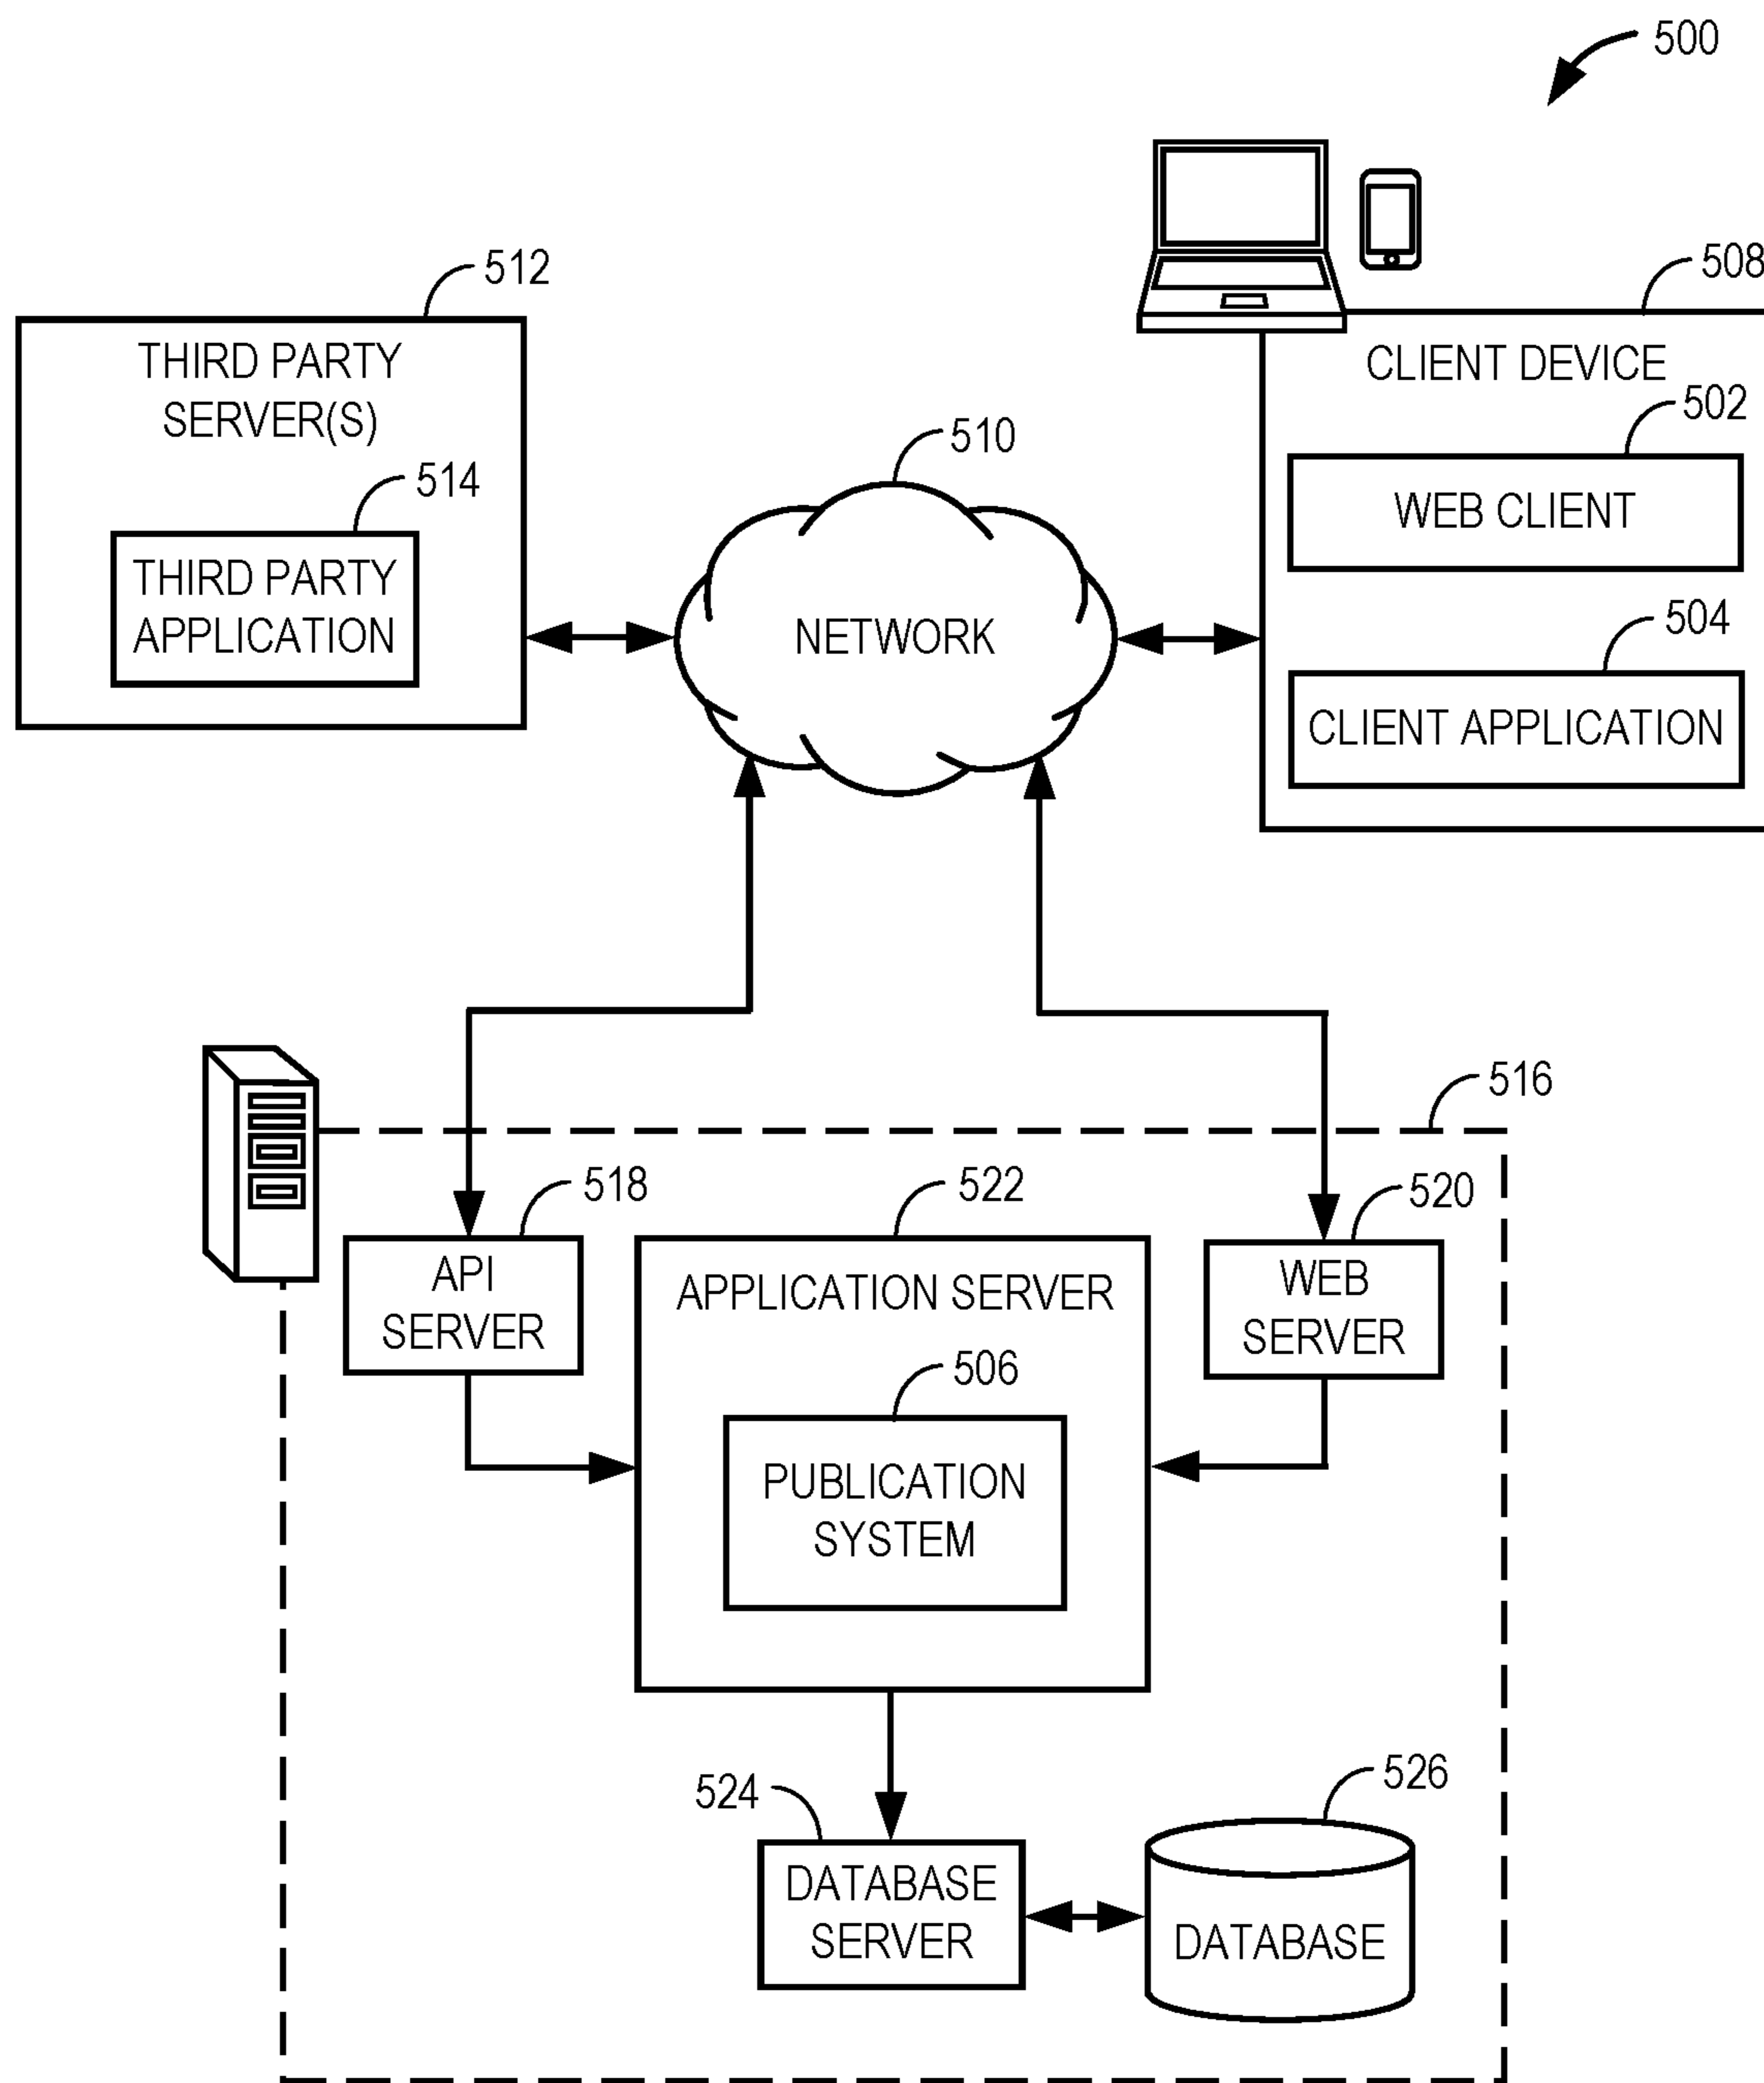 500
512
508
THIRD PARTY
SERVER(S)
CLIENT DEVICE
502
510
514
WEB CLIENT
THIRD PARTY
APPLICATION
NETWORK
504
CLIENT APPLICATION
516
518
522
520
API
SERVER
APPLICATION SERVER
WEB
SERVER
506
PUBLICATION
SYSTEM
524
526
DATABASE
SERVER
DATABASE